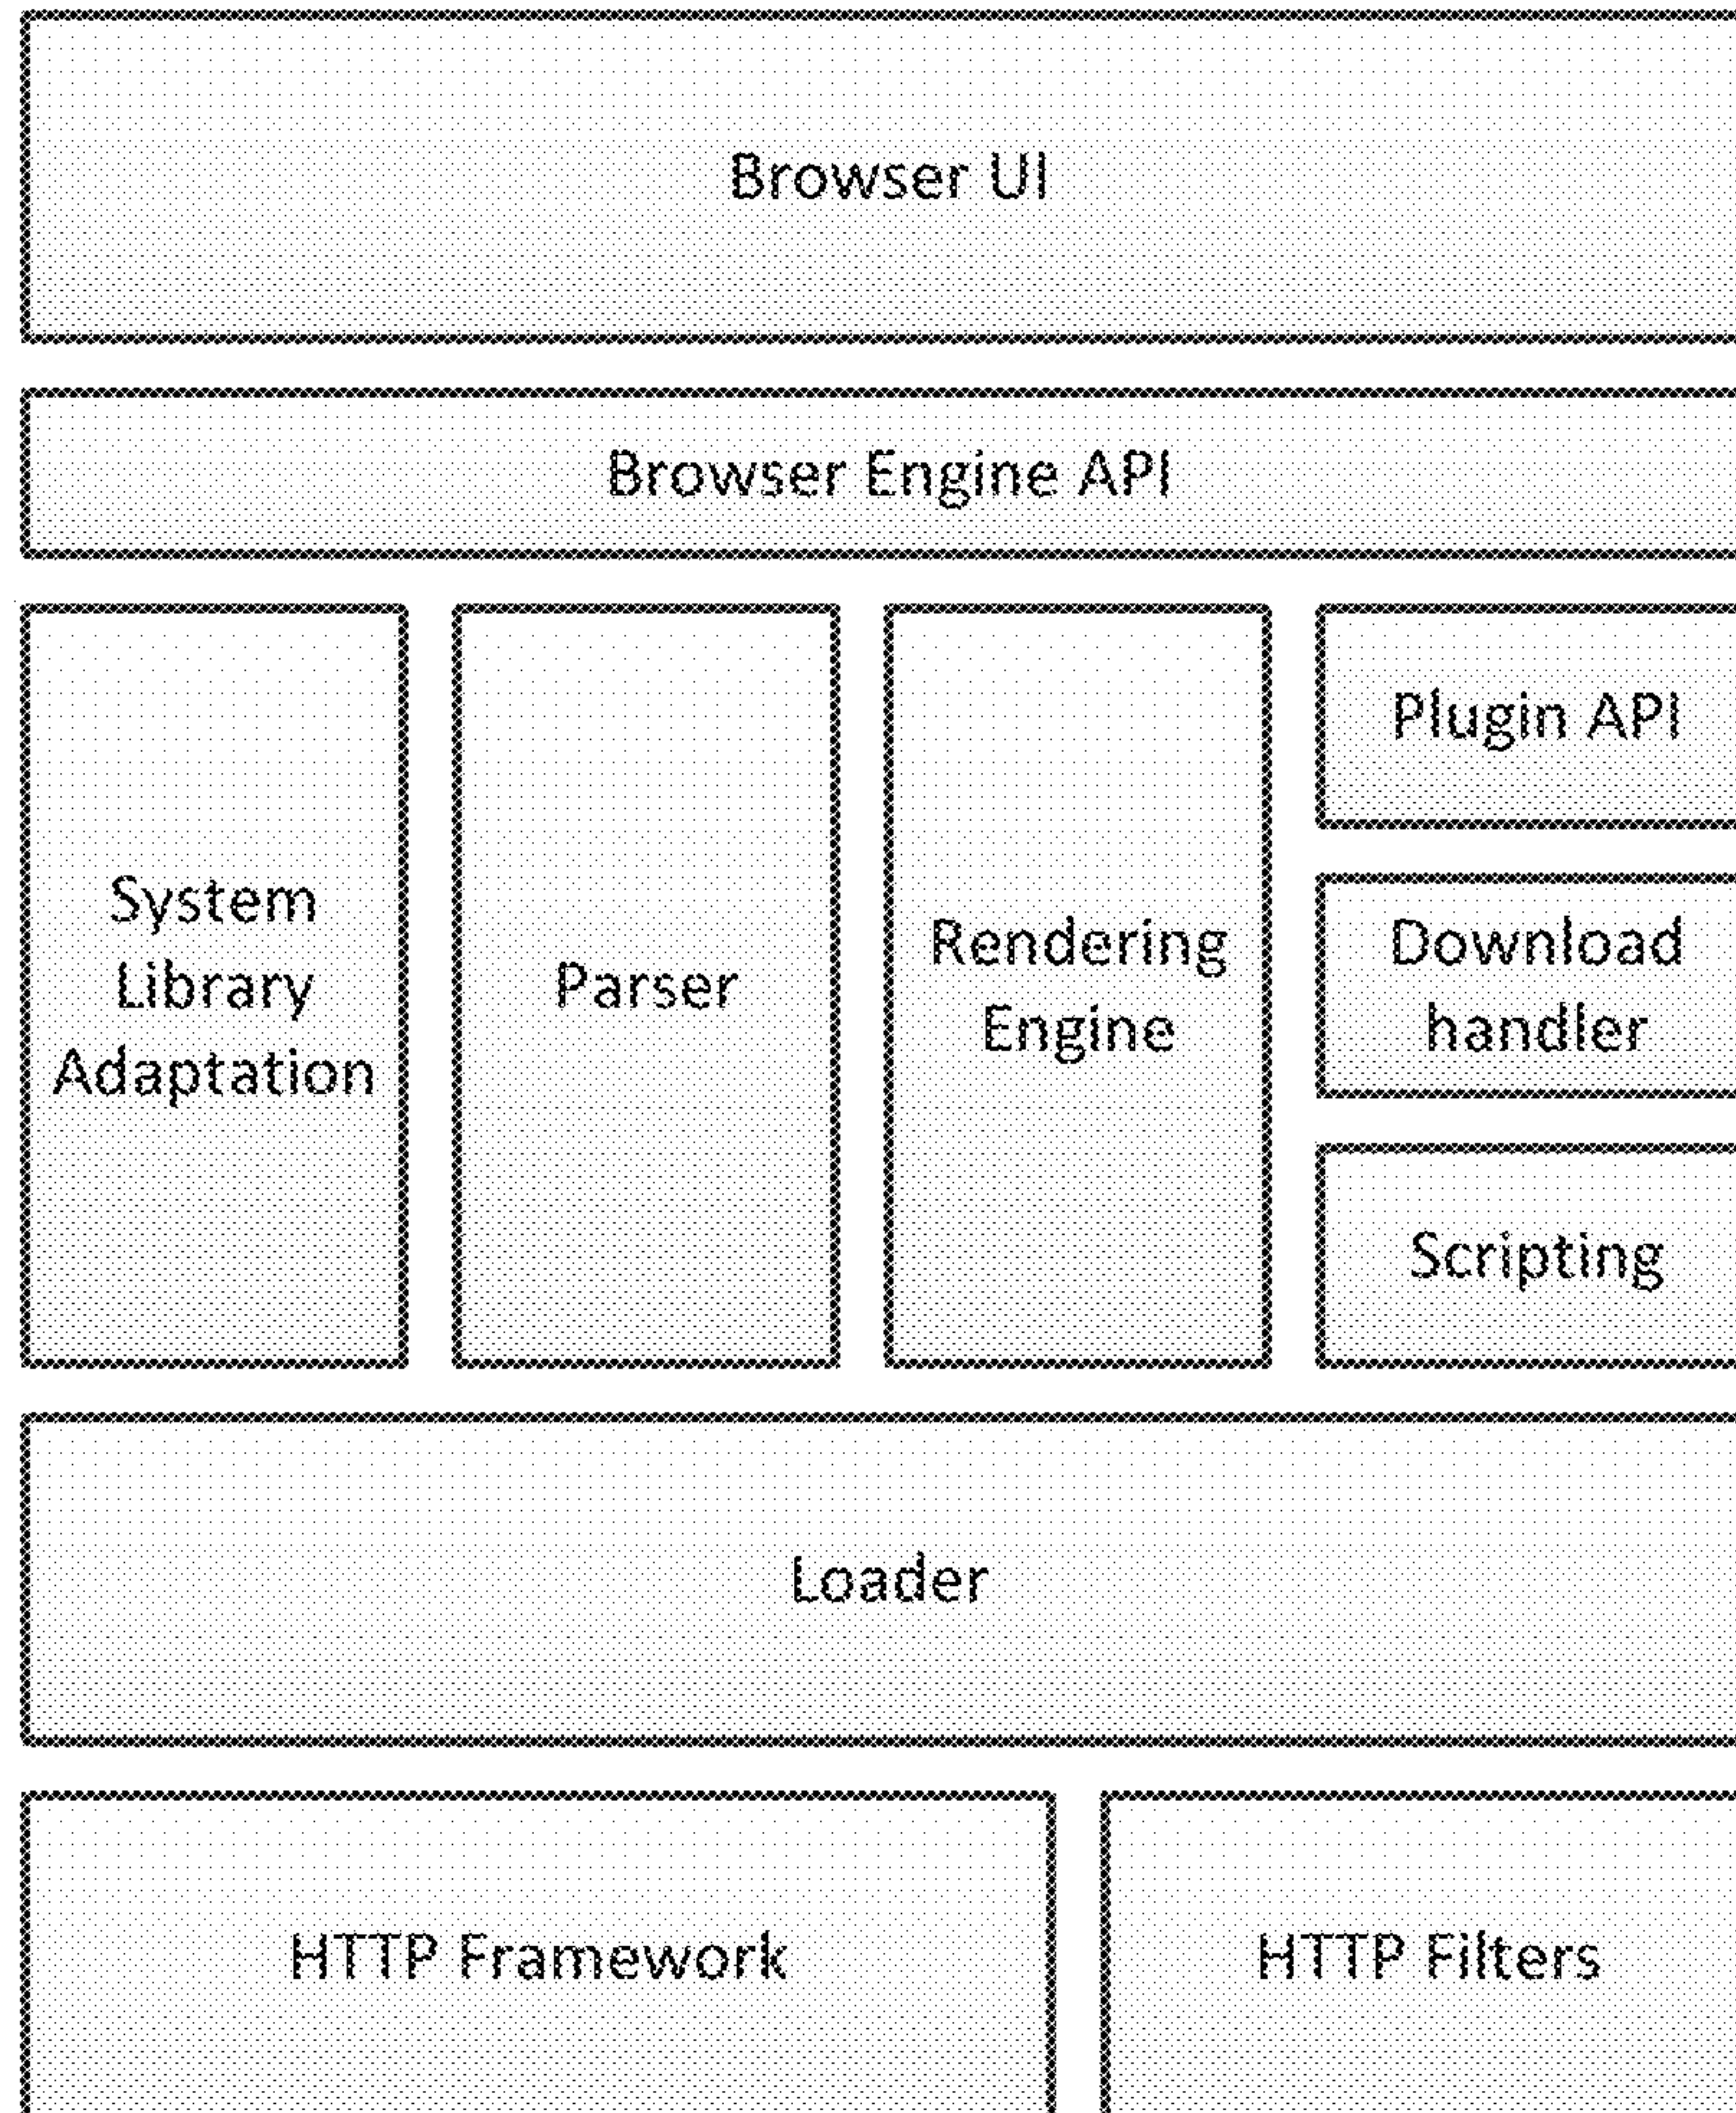 Browser UI
Browser Engine API
System
Library
Adaptation
Parser
Rendering
Engine
Plugin API
Download
handler
Scripting
Loader
HTTP Framework
HTTP Filters